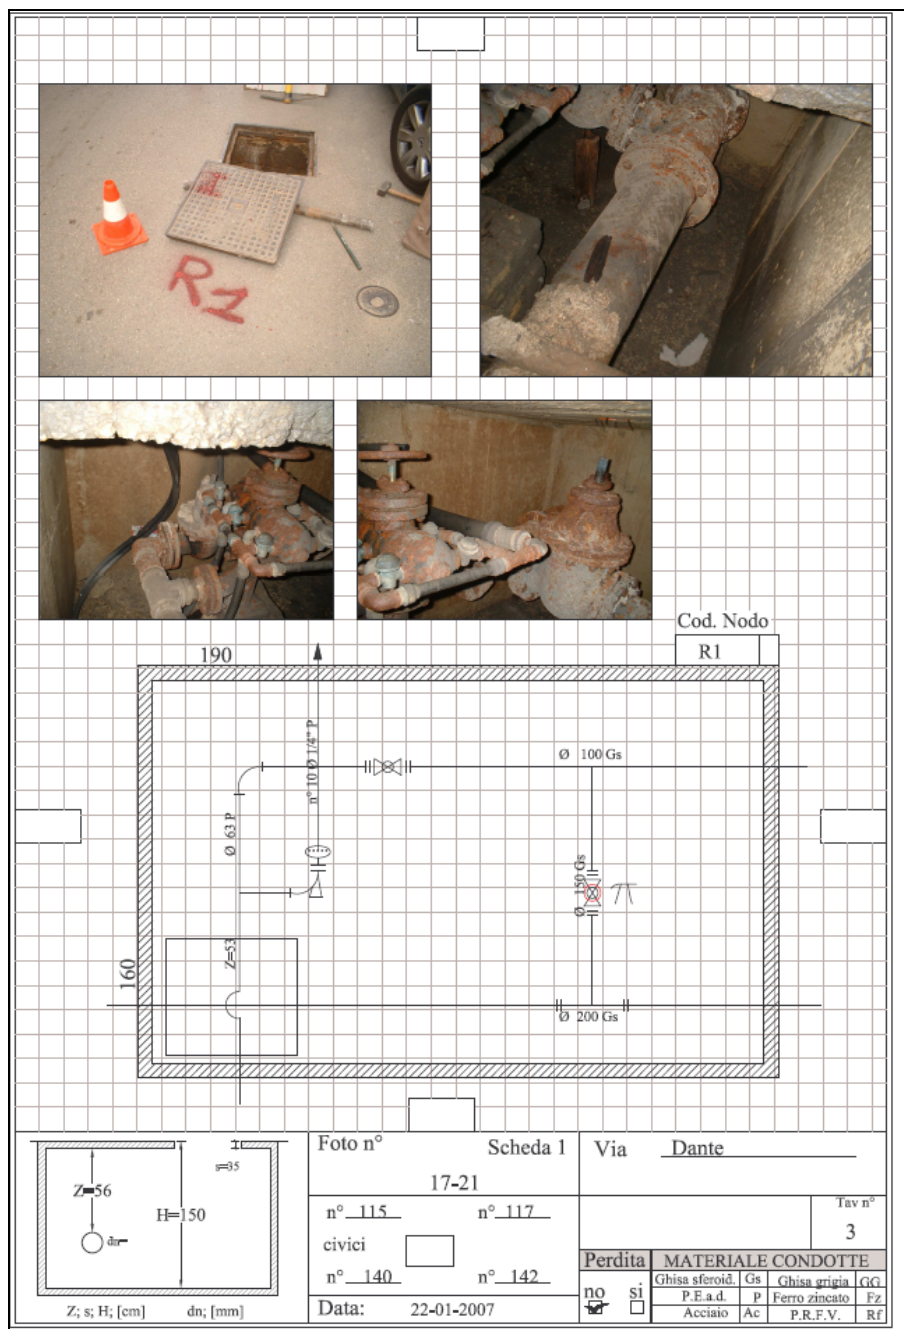 R1
Cod. Nodo
R1
190
160
n° 10 Ø 1/4" P
Ø 100 Gs
Ø 63 P
Ø 150 Gs
π
Z=53
Ø 200 Gs
s=35
Z=56
H=150
dn=
Z; s; H; [cm] dn; [mm]
Foto n° Scheda 1
17-21
n° 115 n° 117
civici
n° 140 n° 142
Data: 22-01-2007
Via Dante
Tav n°
3
Perdita
no si
MATERIALE CONDOTTE
Ghisa sferoid. Gs Ghisa grigia GG
P.E.a.d. P Ferro zincato Fz
Acciaio Ac P.R.F.V. Rf